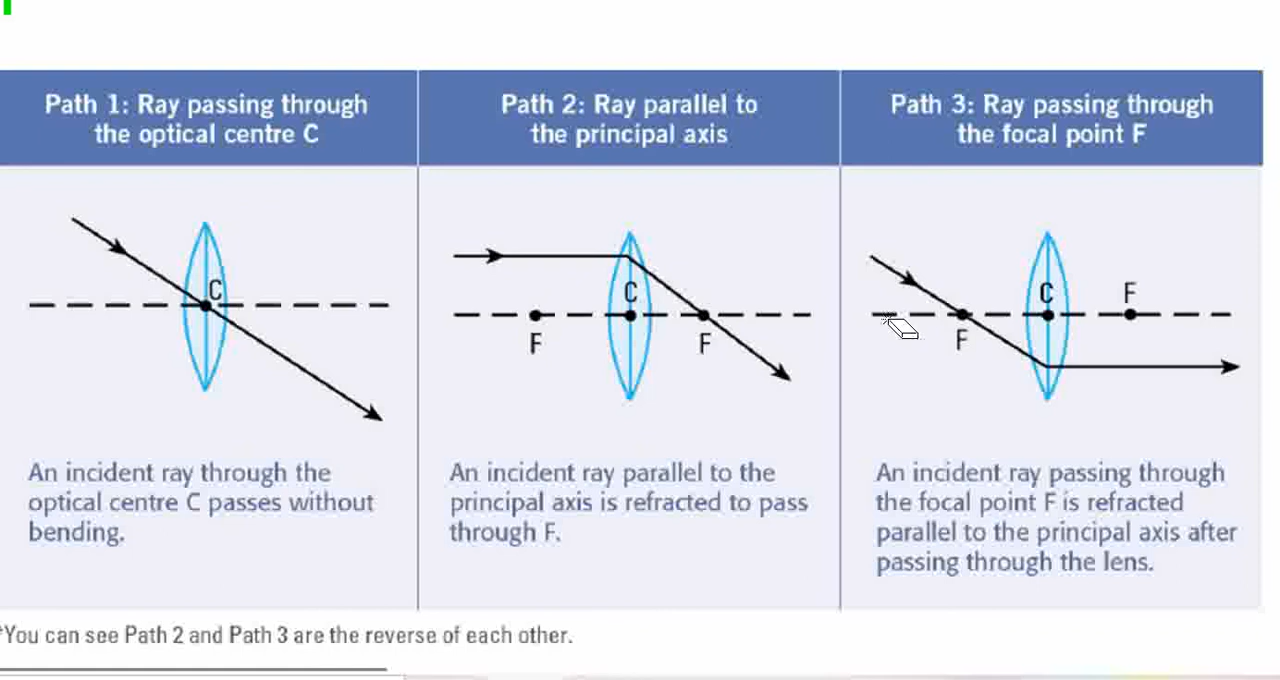 Path 1: Ray passing through
the optical centre C
Path 2: Ray parallel to
the principal axis
Path 3: Ray passing through
the focal point F
C
C
F
F
C
F
F
An incident ray through the
optical centre C passes without
bending.
An incident ray parallel to the
principal axis is refracted to pass
through F.
An incident ray passing through
the focal point F is refracted
parallel to the principal axis after
passing through the lens.
*You can see Path 2 and Path 3 are the reverse of each other.